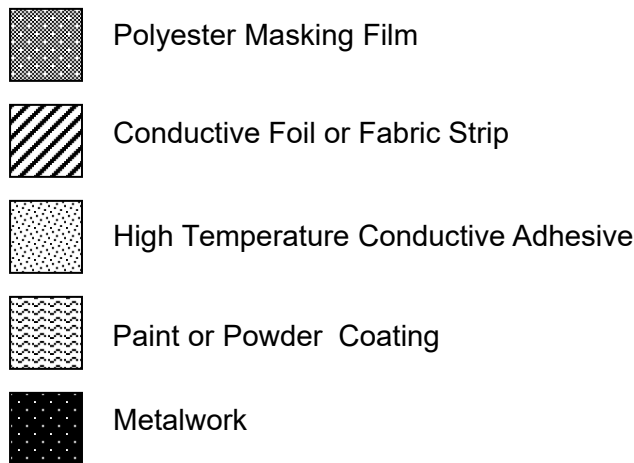 Polyester Masking Film
Conductive Foil or Fabric Strip
High Temperature Conductive Adhesive
Paint or Powder  Coating
Metalwork